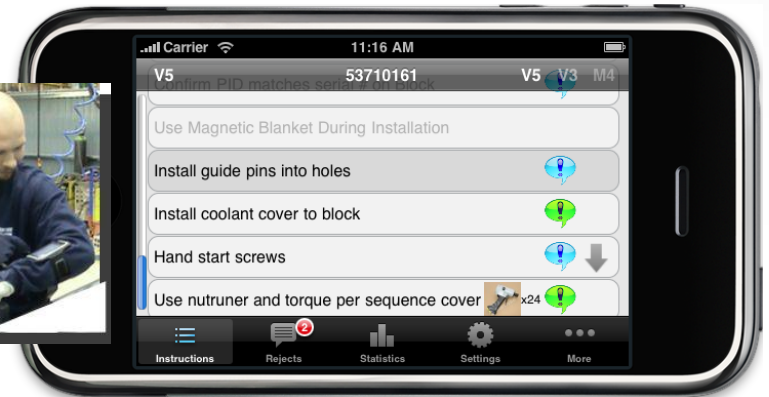 Carrier 11:16 AM
V5 53710161 V5 V3 M4
Confirm PID matches serial # on Block
Use Magnetic Blanket During Installation
Install guide pins into holes
Install coolant cover to block
Hand start screws
Use nutruner and torque per sequence cover x24
2
Instructions Rejects Statistics Settings More